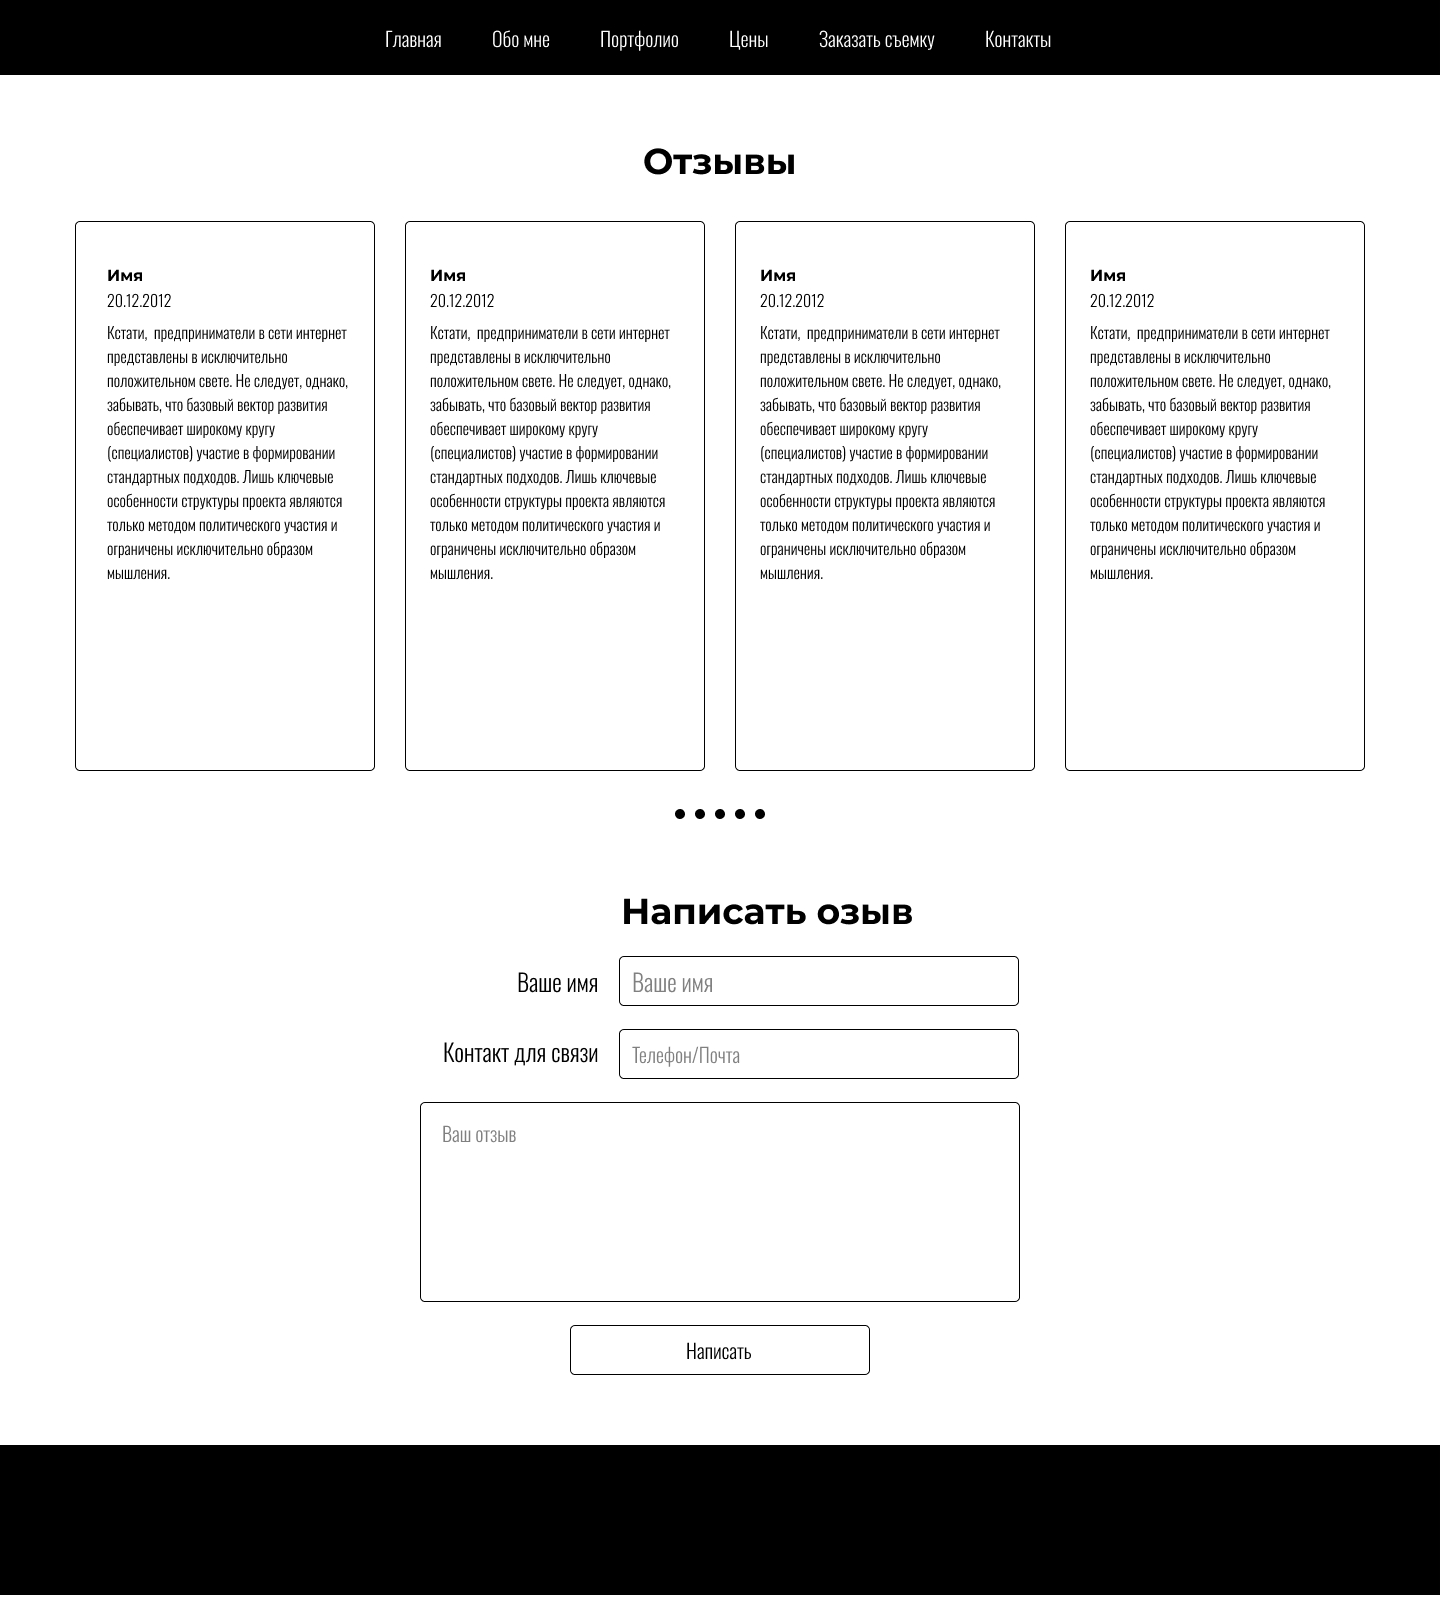 Главная Обо мне Портфолио Цены Заказать съемку Контакты
Отзывы
Имя
20.12.2012
Кстати,  предприниматели в сети интернет
представлены в исключительно
положительном свете. Не следует, однако,
забывать, что базовый вектор развития
обеспечивает широкому кругу
(специалистов) участие в формировании
стандартных подходов. Лишь ключевые
особенности структуры проекта являются
только методом политического участия и
ограничены исключительно образом
мышления.
Имя
20.12.2012
Кстати,  предприниматели в сети интернет
представлены в исключительно
положительном свете. Не следует, однако,
забывать, что базовый вектор развития
обеспечивает широкому кругу
(специалистов) участие в формировании
стандартных подходов. Лишь ключевые
особенности структуры проекта являются
только методом политического участия и
ограничены исключительно образом
мышления.
Имя
20.12.2012
Кстати,  предприниматели в сети интернет
представлены в исключительно
положительном свете. Не следует, однако,
забывать, что базовый вектор развития
обеспечивает широкому кругу
(специалистов) участие в формировании
стандартных подходов. Лишь ключевые
особенности структуры проекта являются
только методом политического участия и
ограничены исключительно образом
мышления.
Имя
20.12.2012
Кстати,  предприниматели в сети интернет
представлены в исключительно
положительном свете. Не следует, однако,
забывать, что базовый вектор развития
обеспечивает широкому кругу
(специалистов) участие в формировании
стандартных подходов. Лишь ключевые
особенности структуры проекта являются
только методом политического участия и
ограничены исключительно образом
мышления.
Написать озыв
Ваше имя Ваше имя
Контакт для связи Телефон/Почта
Ваш отзыв
Написать